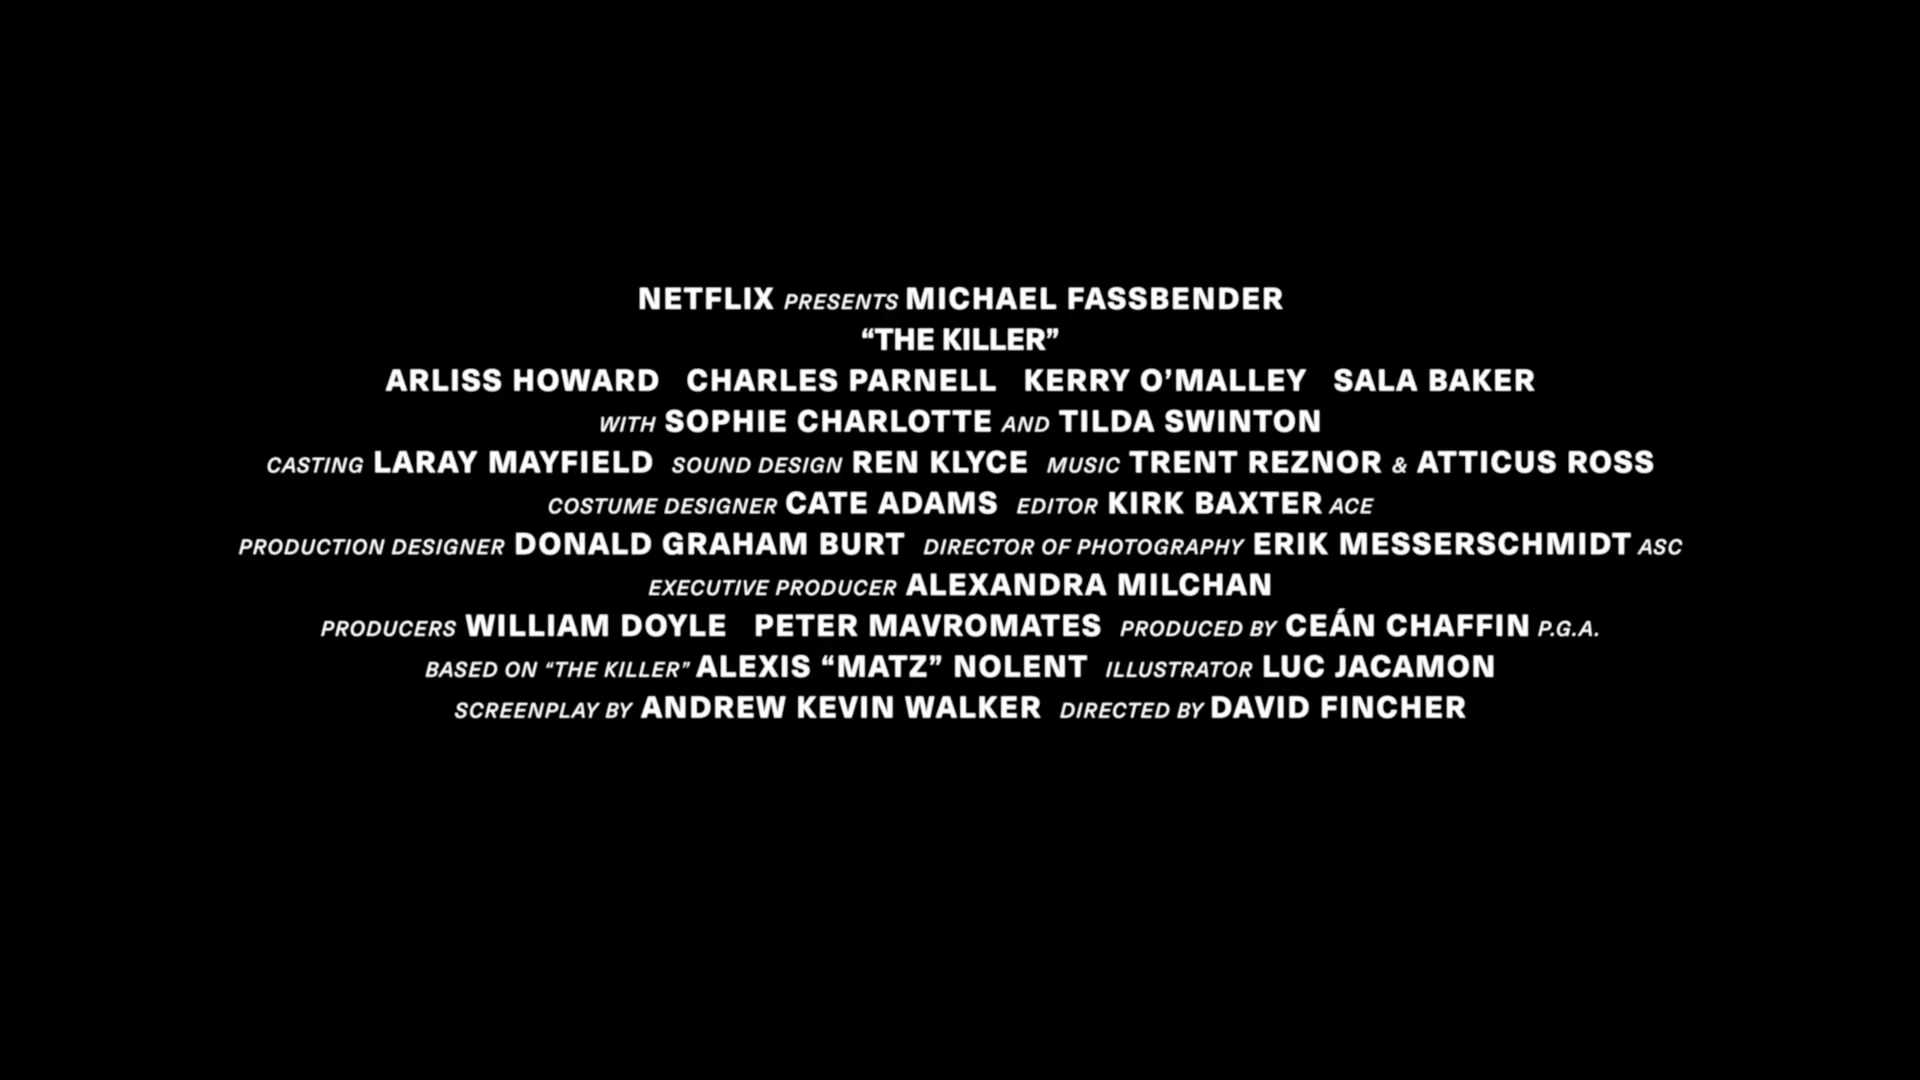 NETFLIX PRESENTS MICHAEL FASSBENDER
“THE KILLER”
ARLISS HOWARD CHARLES PARNELL KERRY O’MALLEY SALA BAKER
WITH SOPHIE CHARLOTTE AND TILDA SWINTON
CASTING LARAY MAYFIELD SOUND DESIGN REN KLYCE MUSIC TRENT REZNOR & ATTICUS ROSS
COSTUME DESIGNER CATE ADAMS EDITOR KIRK BAXTER ACE
PRODUCTION DESIGNER DONALD GRAHAM BURT DIRECTOR OF PHOTOGRAPHY ERIK MESSERSCHMIDT ASC
EXECUTIVE PRODUCER ALEXANDRA MILCHAN
PRODUCERS WILLIAM DOYLE PETER MAVROMATES PRODUCED BY CEÁN CHAFFIN P.G.A.
BASED ON “THE KILLER” ALEXIS “MATZ” NOLENT ILLUSTRATOR LUC JACAMON
SCREENPLAY BY ANDREW KEVIN WALKER DIRECTED BY DAVID FINCHER